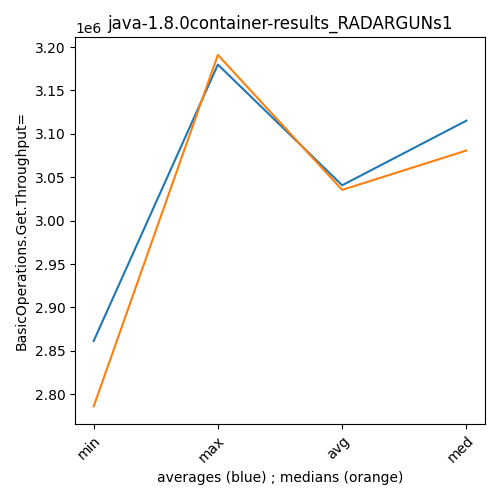 java-1.8.0container-results_RADARGUNs1
1e6
3.20
3.15
3.10
3.05
3.00
2.95
2.90
2.85
2.80
BasicOperations.Get.Throughput=
min
max
avg
med
averages (blue) ; medians (orange)